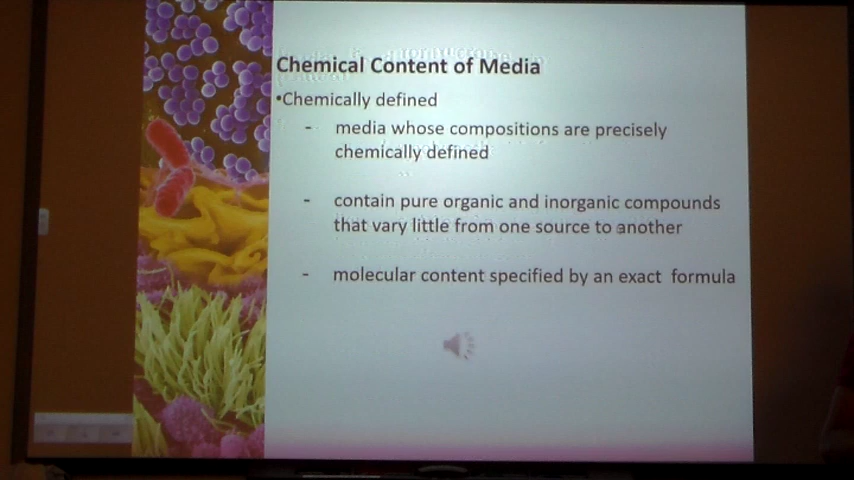 Chemical Content of Media
•Chemically defined
- media whose compositions are precisely
chemically defined
- contain pure organic and inorganic compounds
that vary little from one source to another
- molecular content specified by an exact formula